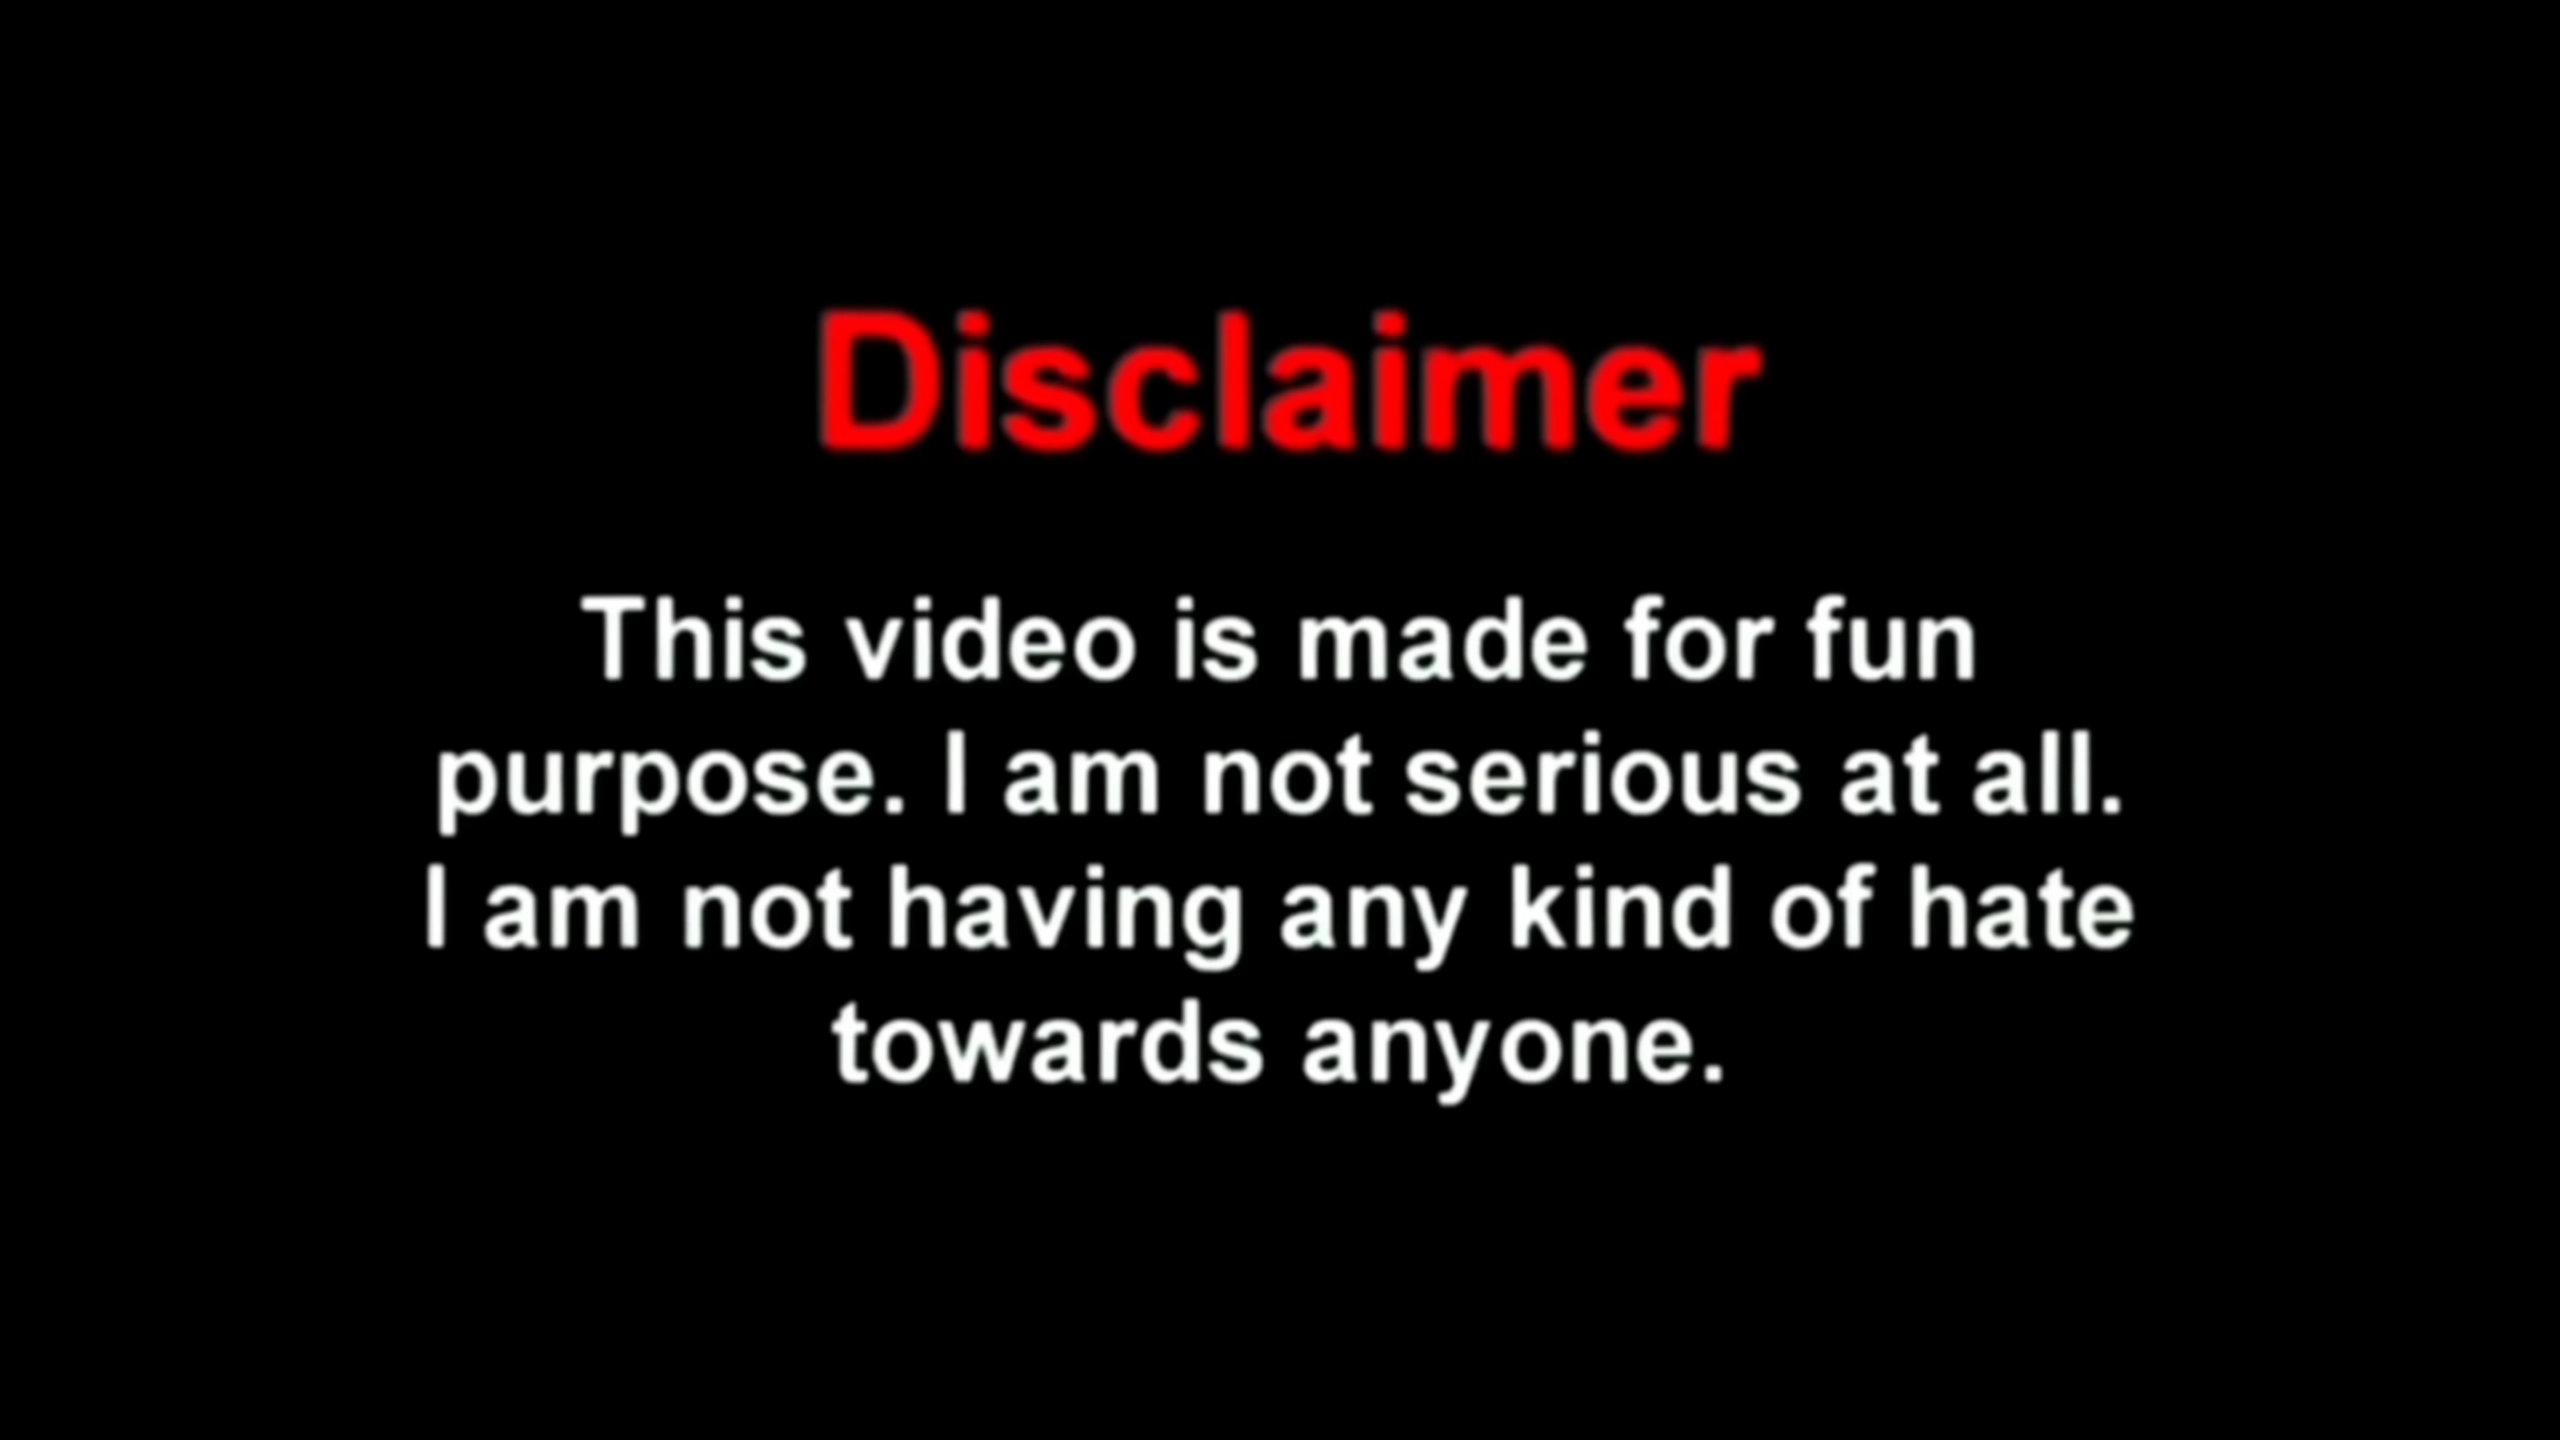 Disclaimer
This video is made for fun
purpose. I am not serious at all.
I am not having any kind of hate
towards anyone.